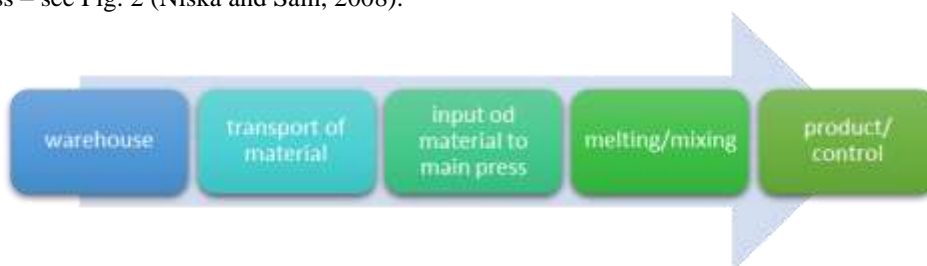 ss – see Fig. 2 (Niska and Sain, 2008).
warehouse
transport of
material
input od
material to
main press
melting/mixing
product/
control